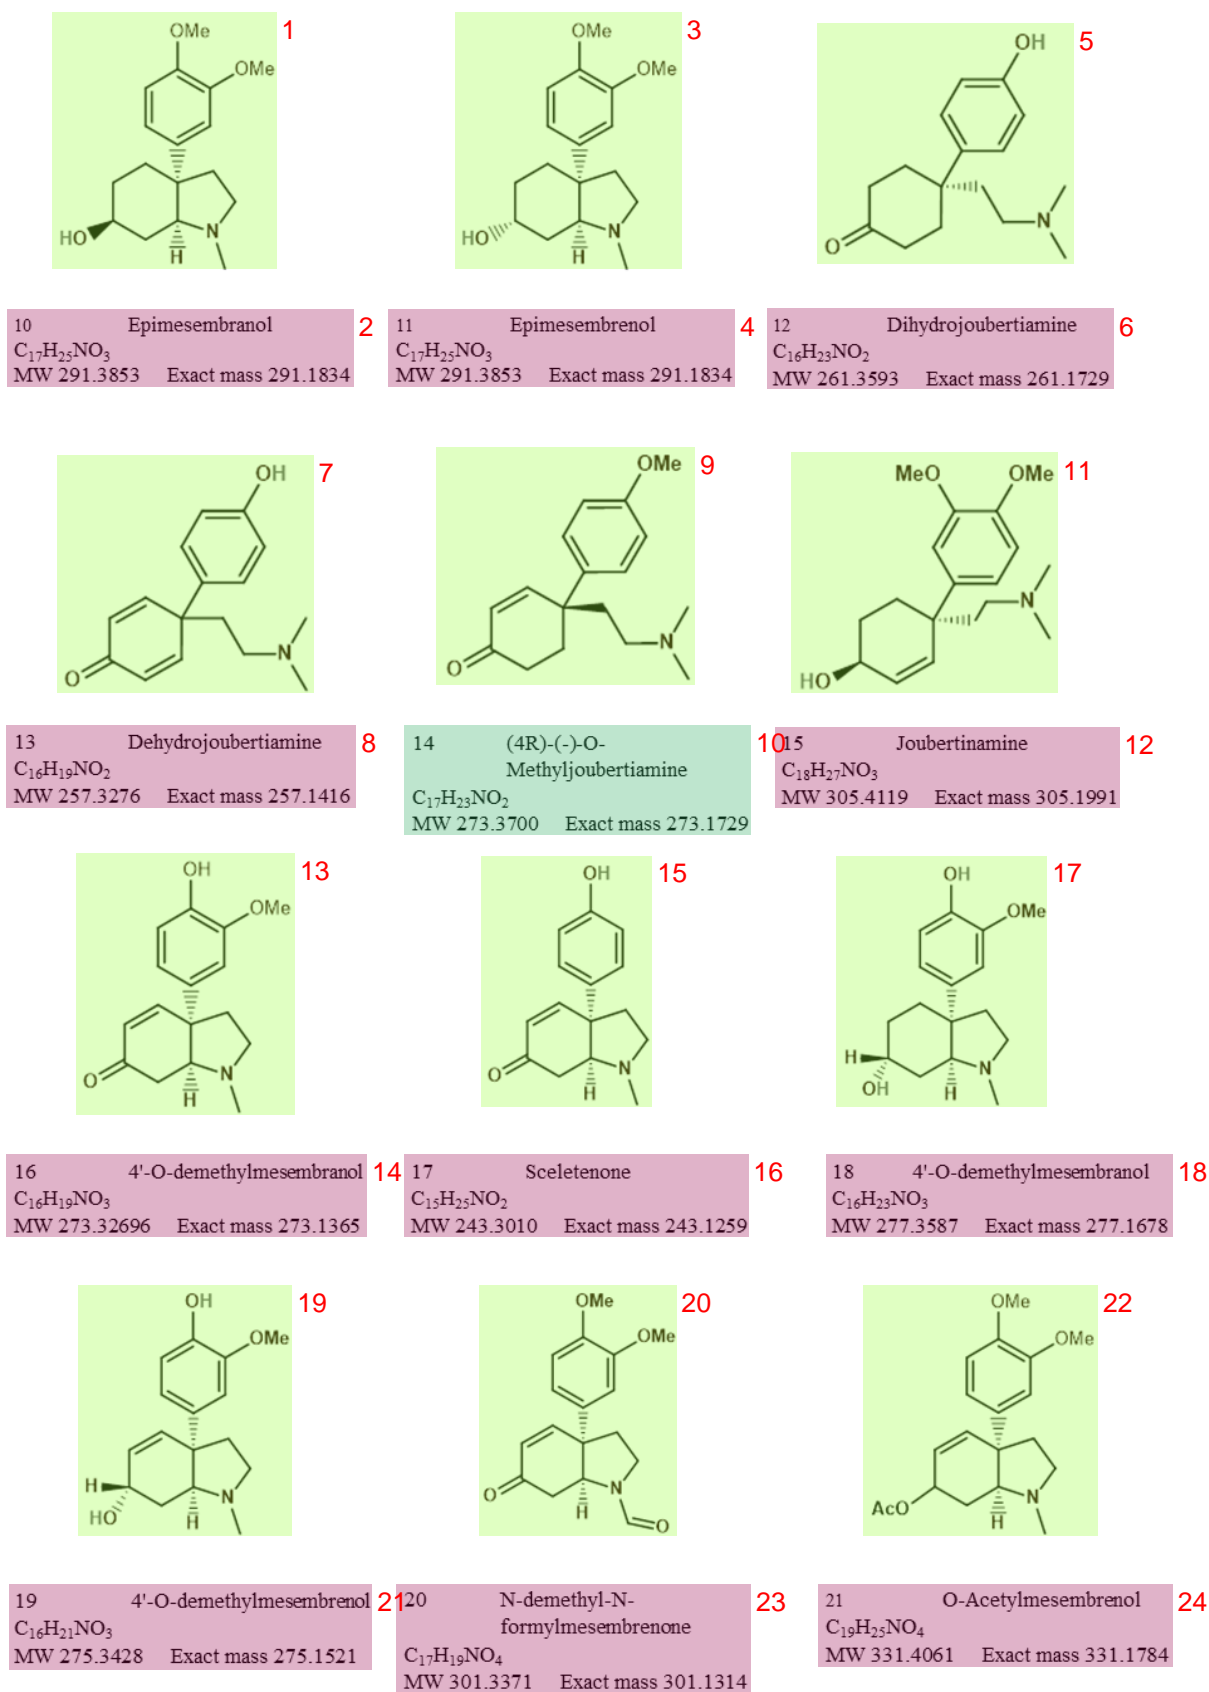 OMe 1
OMe
HO N
H
OMe 3
OMe
HO N
H
OH 5
O N
10 Epimesembranol 2
C17H25NO3
MW 291.3853 Exact mass 291.1834
11 Epimesembrenol 4
C17H25NO3
MW 291.3853 Exact mass 291.1834
12 Dihydrojoubertiamine 6
C16H23NO2
MW 261.3593 Exact mass 261.1729
OH 7
N
O
OMe 9
N
O
MeO OMe 11
N
HO
13 Dehydrojoubertiamine 8
C16H19NO2
MW 257.3276 Exact mass 257.1416
14 (4R)-(-)-O- 10
Methyljoubertiamine
C17H23NO2
MW 273.3700 Exact mass 273.1729
15 Joubertinamine 12
C18H27NO3
MW 305.4119 Exact mass 305.1991
OH 13
OMe
O N
H
OH 15
O N
H
OH 17
OMe
H N
OH H
16 4'-O-demethylmesembranol 14
C16H19NO3
MW 273.32696 Exact mass 273.1365
17 Sceletenone 16
C15H25NO2
MW 243.3010 Exact mass 243.1259
18 4'-O-demethylmesembranol 18
C16H23NO3
MW 277.3587 Exact mass 277.1678
OH 19
OMe
H N
HO H
OMe 20
OMe
O N
H O
OMe 22
OMe
AcO N
H
19 4'-O-demethylmesembrenol 21
C16H21NO3
MW 275.3428 Exact mass 275.1521
20 N-demethyl-N- 23
formylmesembrenone
C17H19NO4
MW 301.3371 Exact mass 301.1314
21 O-Acetylmesembrenol 24
C19H25NO4
MW 331.4061 Exact mass 331.1784